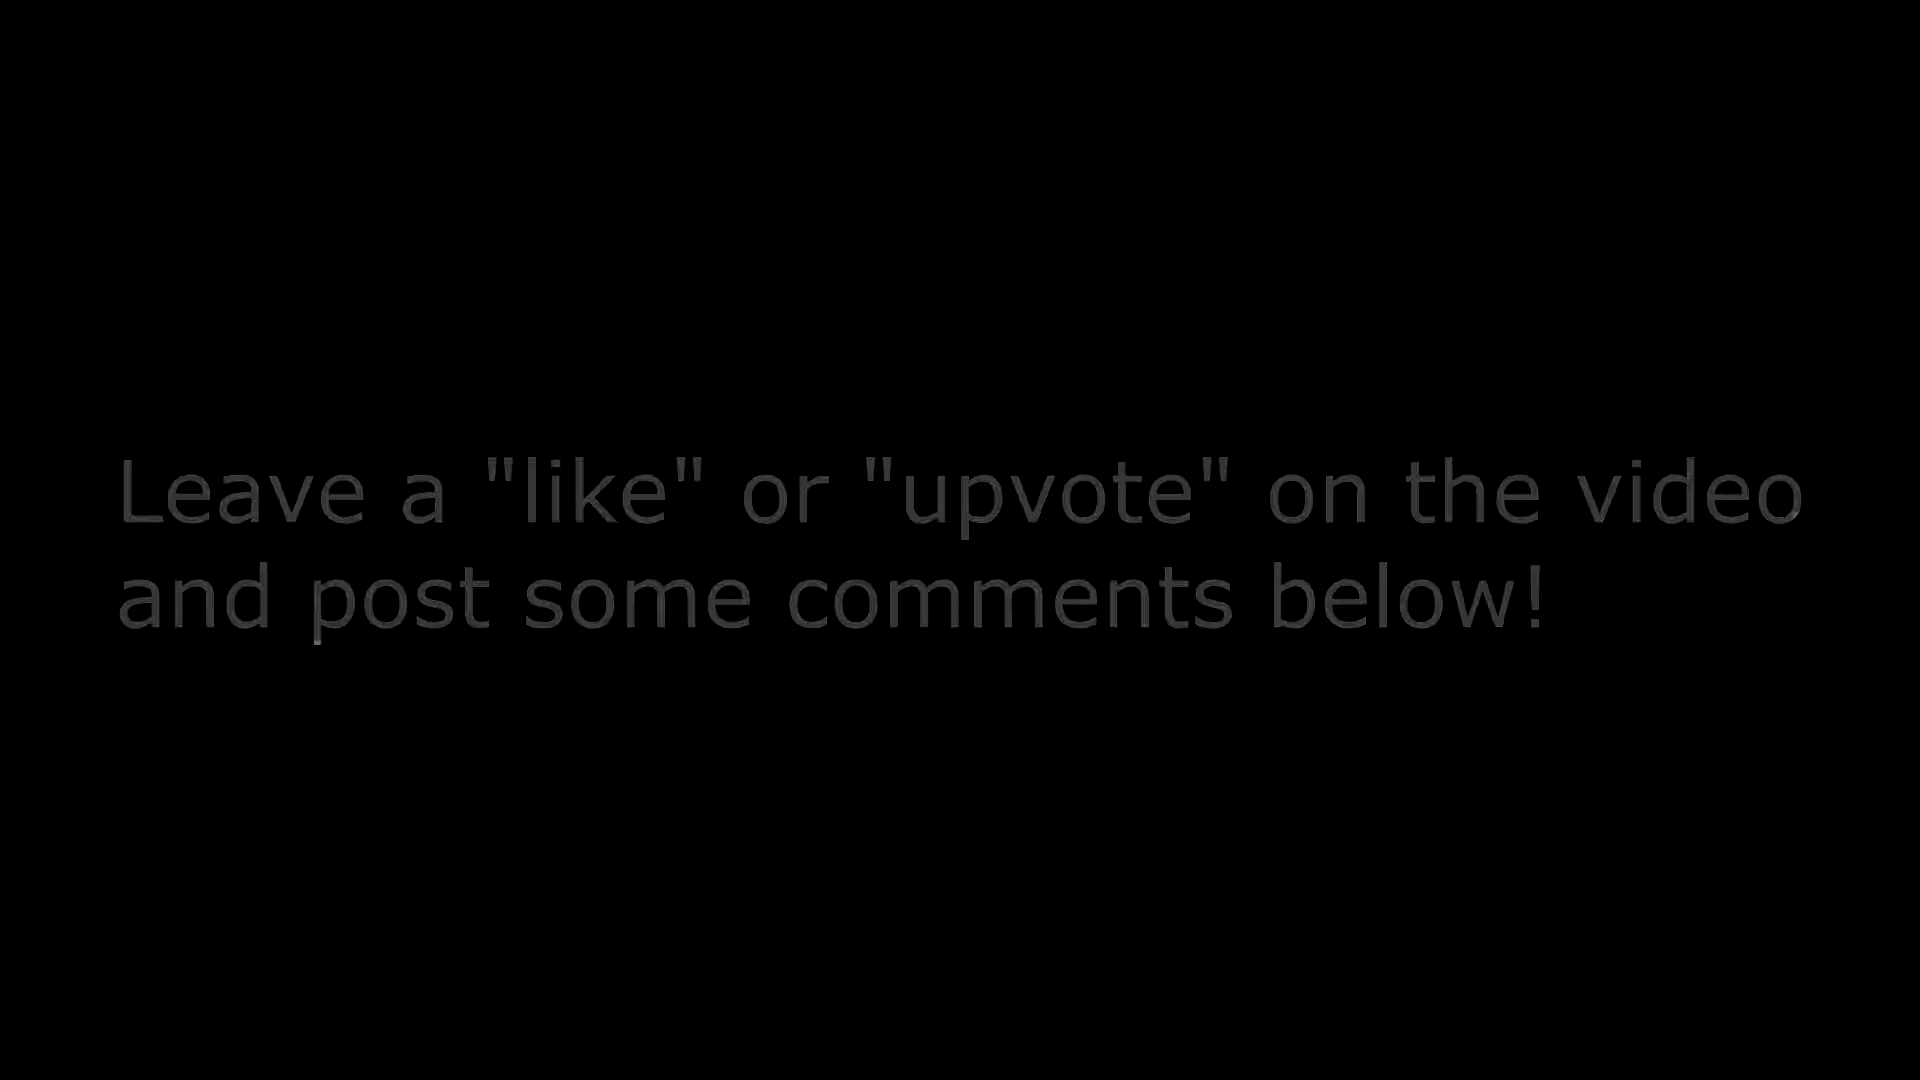 Leave a "like" or "upvote" on the video
and post some comments below!